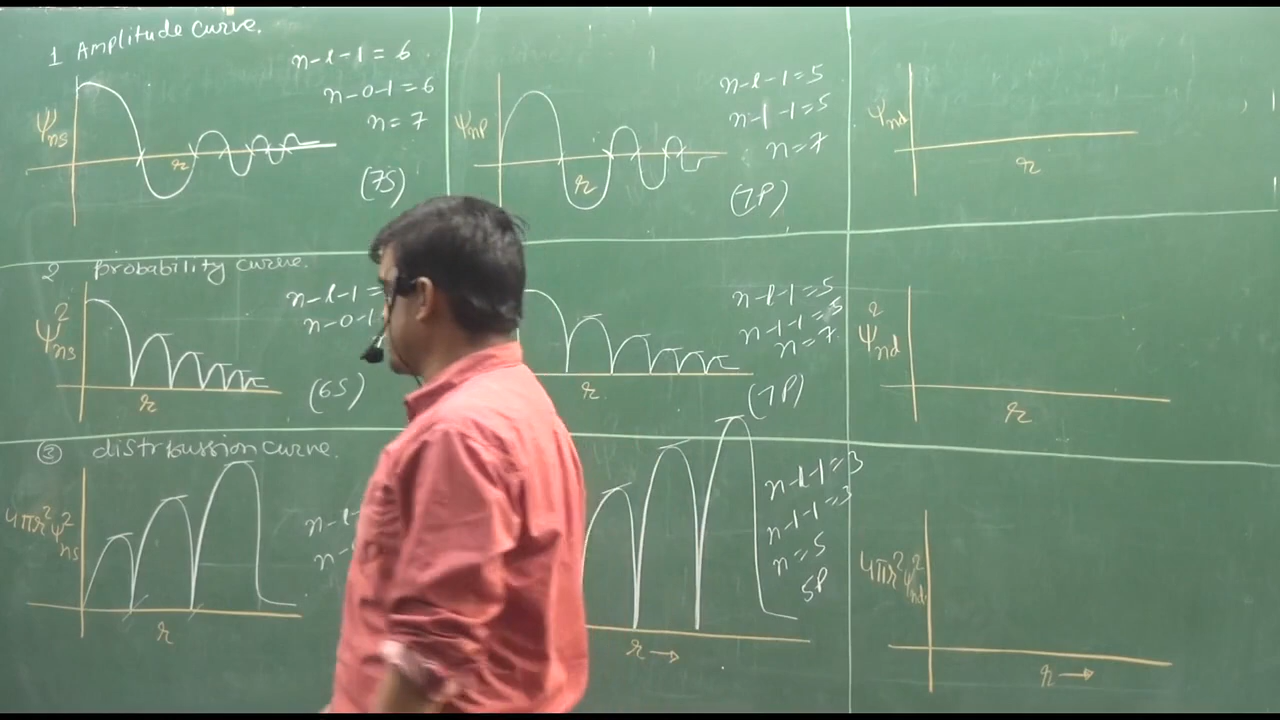 1 Amplitude curve.
n-l-1 = 6
n-0-1 = 6
n = 7
(7S)
Ψns
r
n-l-1 = 5
n-1-1 = 5
n = 7
(7P)
Ψnp
r
Ψnd
r
2 probability curve.
n-l-1 =
n-0-1
(6S)
Ψ²ns
r
n-l-1 = 5
n-1-1 = 5
n = 7
(7P)
r
Ψ²nd
r
③ distrbussion curve.
4πr²Ψ²ns
r
n-l-1 = 3
n-1-1 = 3
n = 5
5P
r →
4πr²Ψ²nd
r →